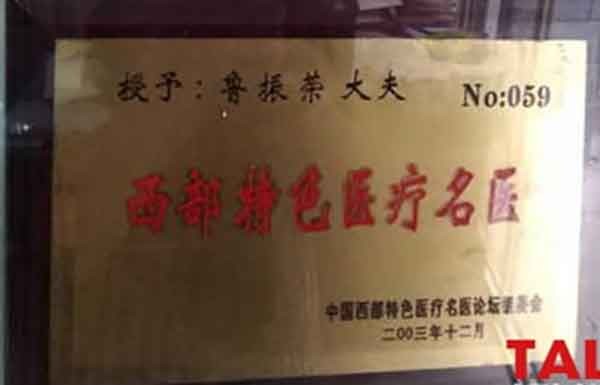 授予：鲁振荣 大夫 No:059
西部特色医疗名医
中国西部特色医疗名医论坛组委会
二00三年十二月
TAL